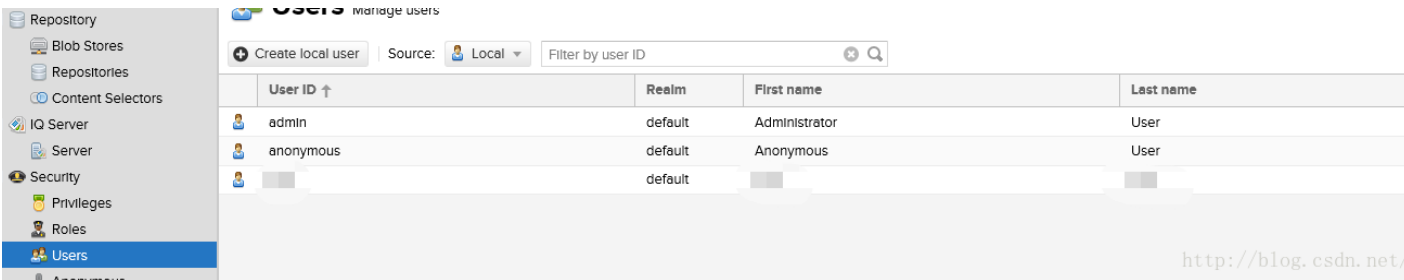 Repository
Blob Stores
Repositories
Content Selectors
IQ Server
Server
Security
Privileges
Roles
Users
Anonymous
Users Manage users
Create local user Source: Local Filter by user ID
User ID Realm First name Last name
admin default Administrator User
anonymous default Anonymous User
default
http://blog.csdn.net/